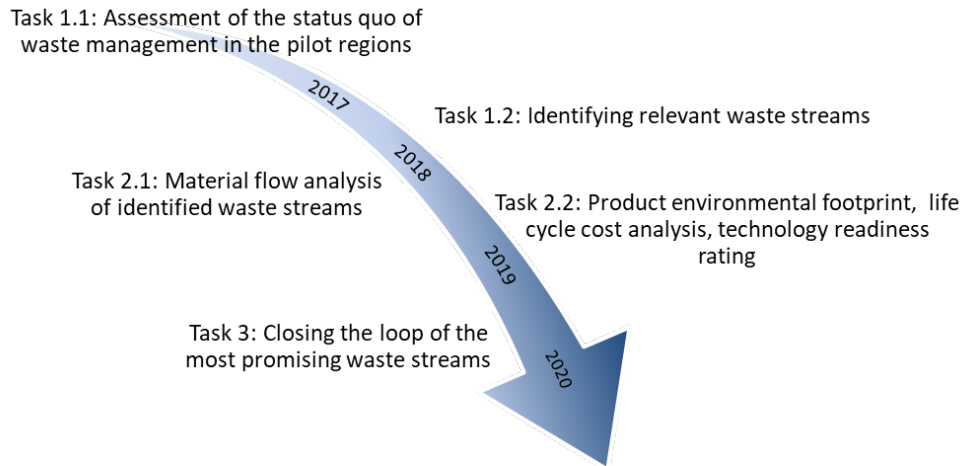 Task 1.1: Assessment of the status quo of
waste management in the pilot regions
2017
Task 1.2: Identifying relevant waste streams
2018
Task 2.1: Material flow analysis
of identified waste streams
Task 2.2: Product environmental footprint, life
cycle cost analysis, technology readiness
rating
2019
Task 3: Closing the loop of the
most promising waste streams
2020